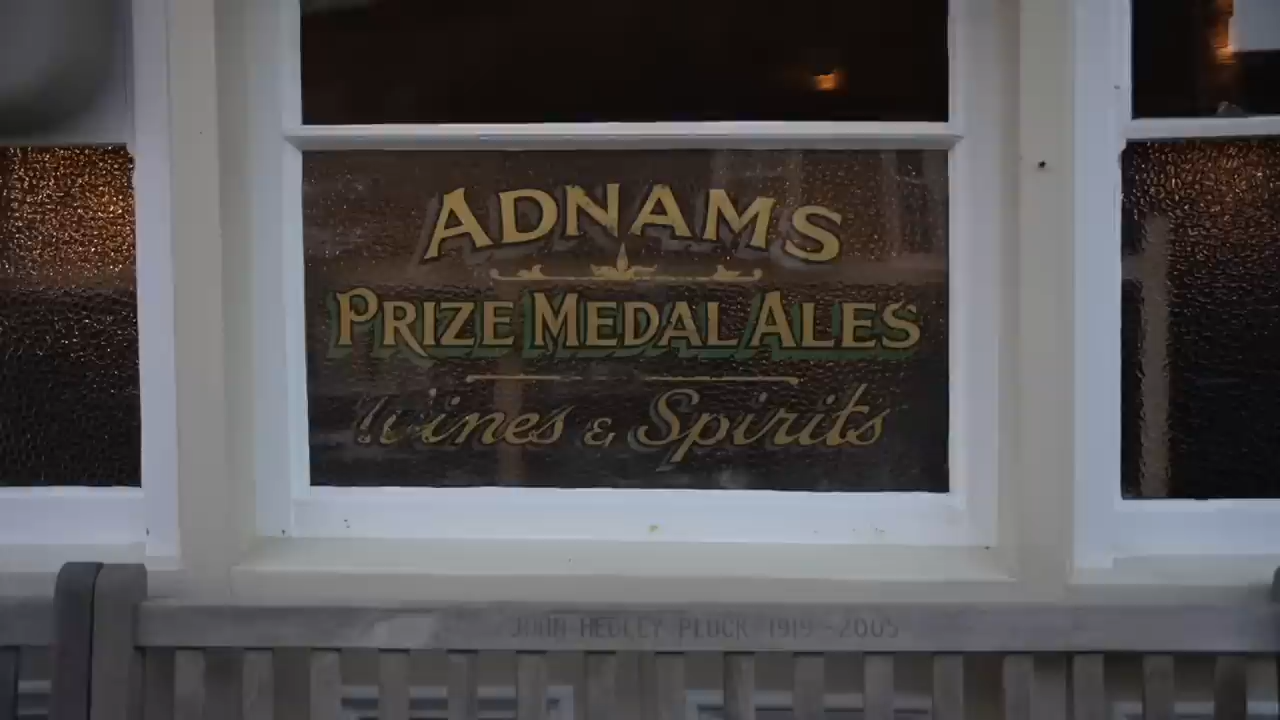 ADNAMS
PRIZE MEDAL ALES
Wines & Spirits
JOHN HEDLEY PLUCK 1919-2005